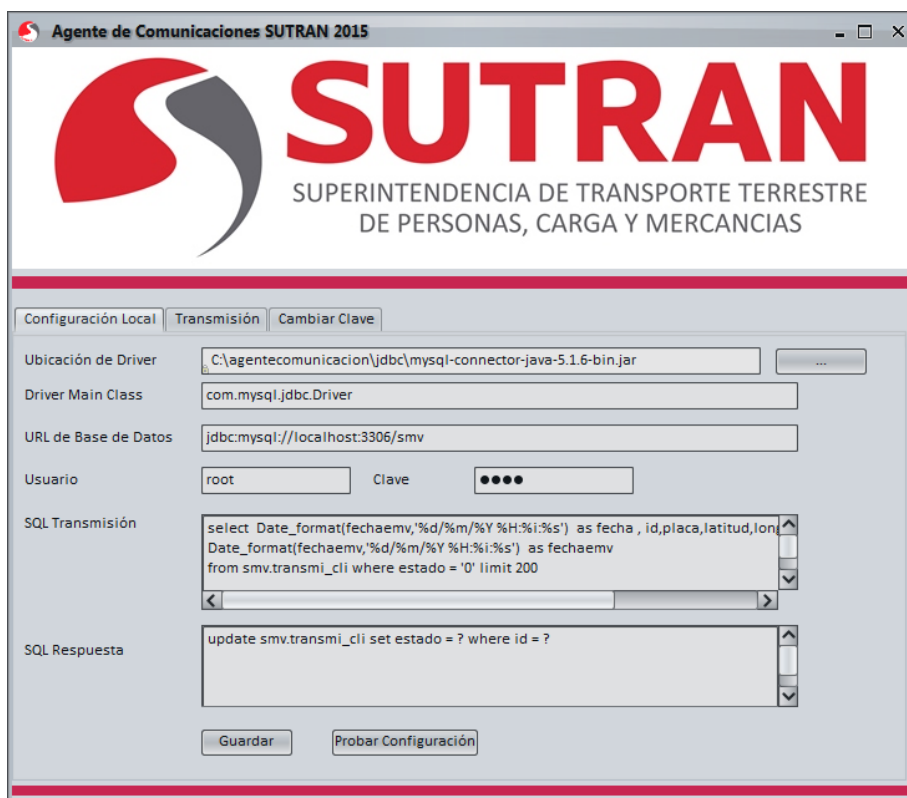 Agente de Comunicaciones SUTRAN 2015
SUTRAN
SUPERINTENDENCIA DE TRANSPORTE TERRESTRE
DE PERSONAS, CARGA Y MERCANCIAS
Configuración Local Transmisión Cambiar Clave
Ubicación de Driver C:\agentecomunicacion\jdbc\mysql-connector-java-5.1.6-bin.jar ...
Driver Main Class com.mysql.jdbc.Driver
URL de Base de Datos jdbc:mysql://localhost:3306/smv
Usuario root Clave ●●●●
SQL Transmisión
select Date_format(fechaemv,'%d/%m/%Y %H:%i:%s') as fecha , id,placa,latitud,
Date_format(fechaemv,'%d/%m/%Y %H:%i:%s') as fechaemv
from smv.transmi_cli where estado = '0' limit 200
SQL Respuesta
update smv.transmi_cli set estado = ? where id = ?
Guardar Probar Configuración